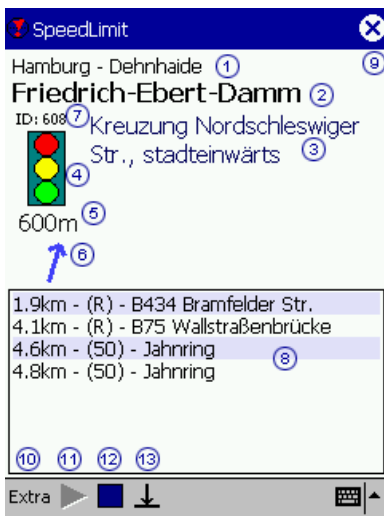 SpeedLimit
9
Hamburg - Dehnhaide 1
Friedrich-Ebert-Damm 2
ID: 608 7
Kreuzung Nordschleswiger
Str., stadteinwärts 3
4
600m 5
6
1.9km - (R) - B434 Bramfelder Str.
4.1km - (R) - B75 Wallstraßenbrücke
4.6km - (50) - Jahnring
8
4.8km - (50) - Jahnring
10 11 12 13
Extra